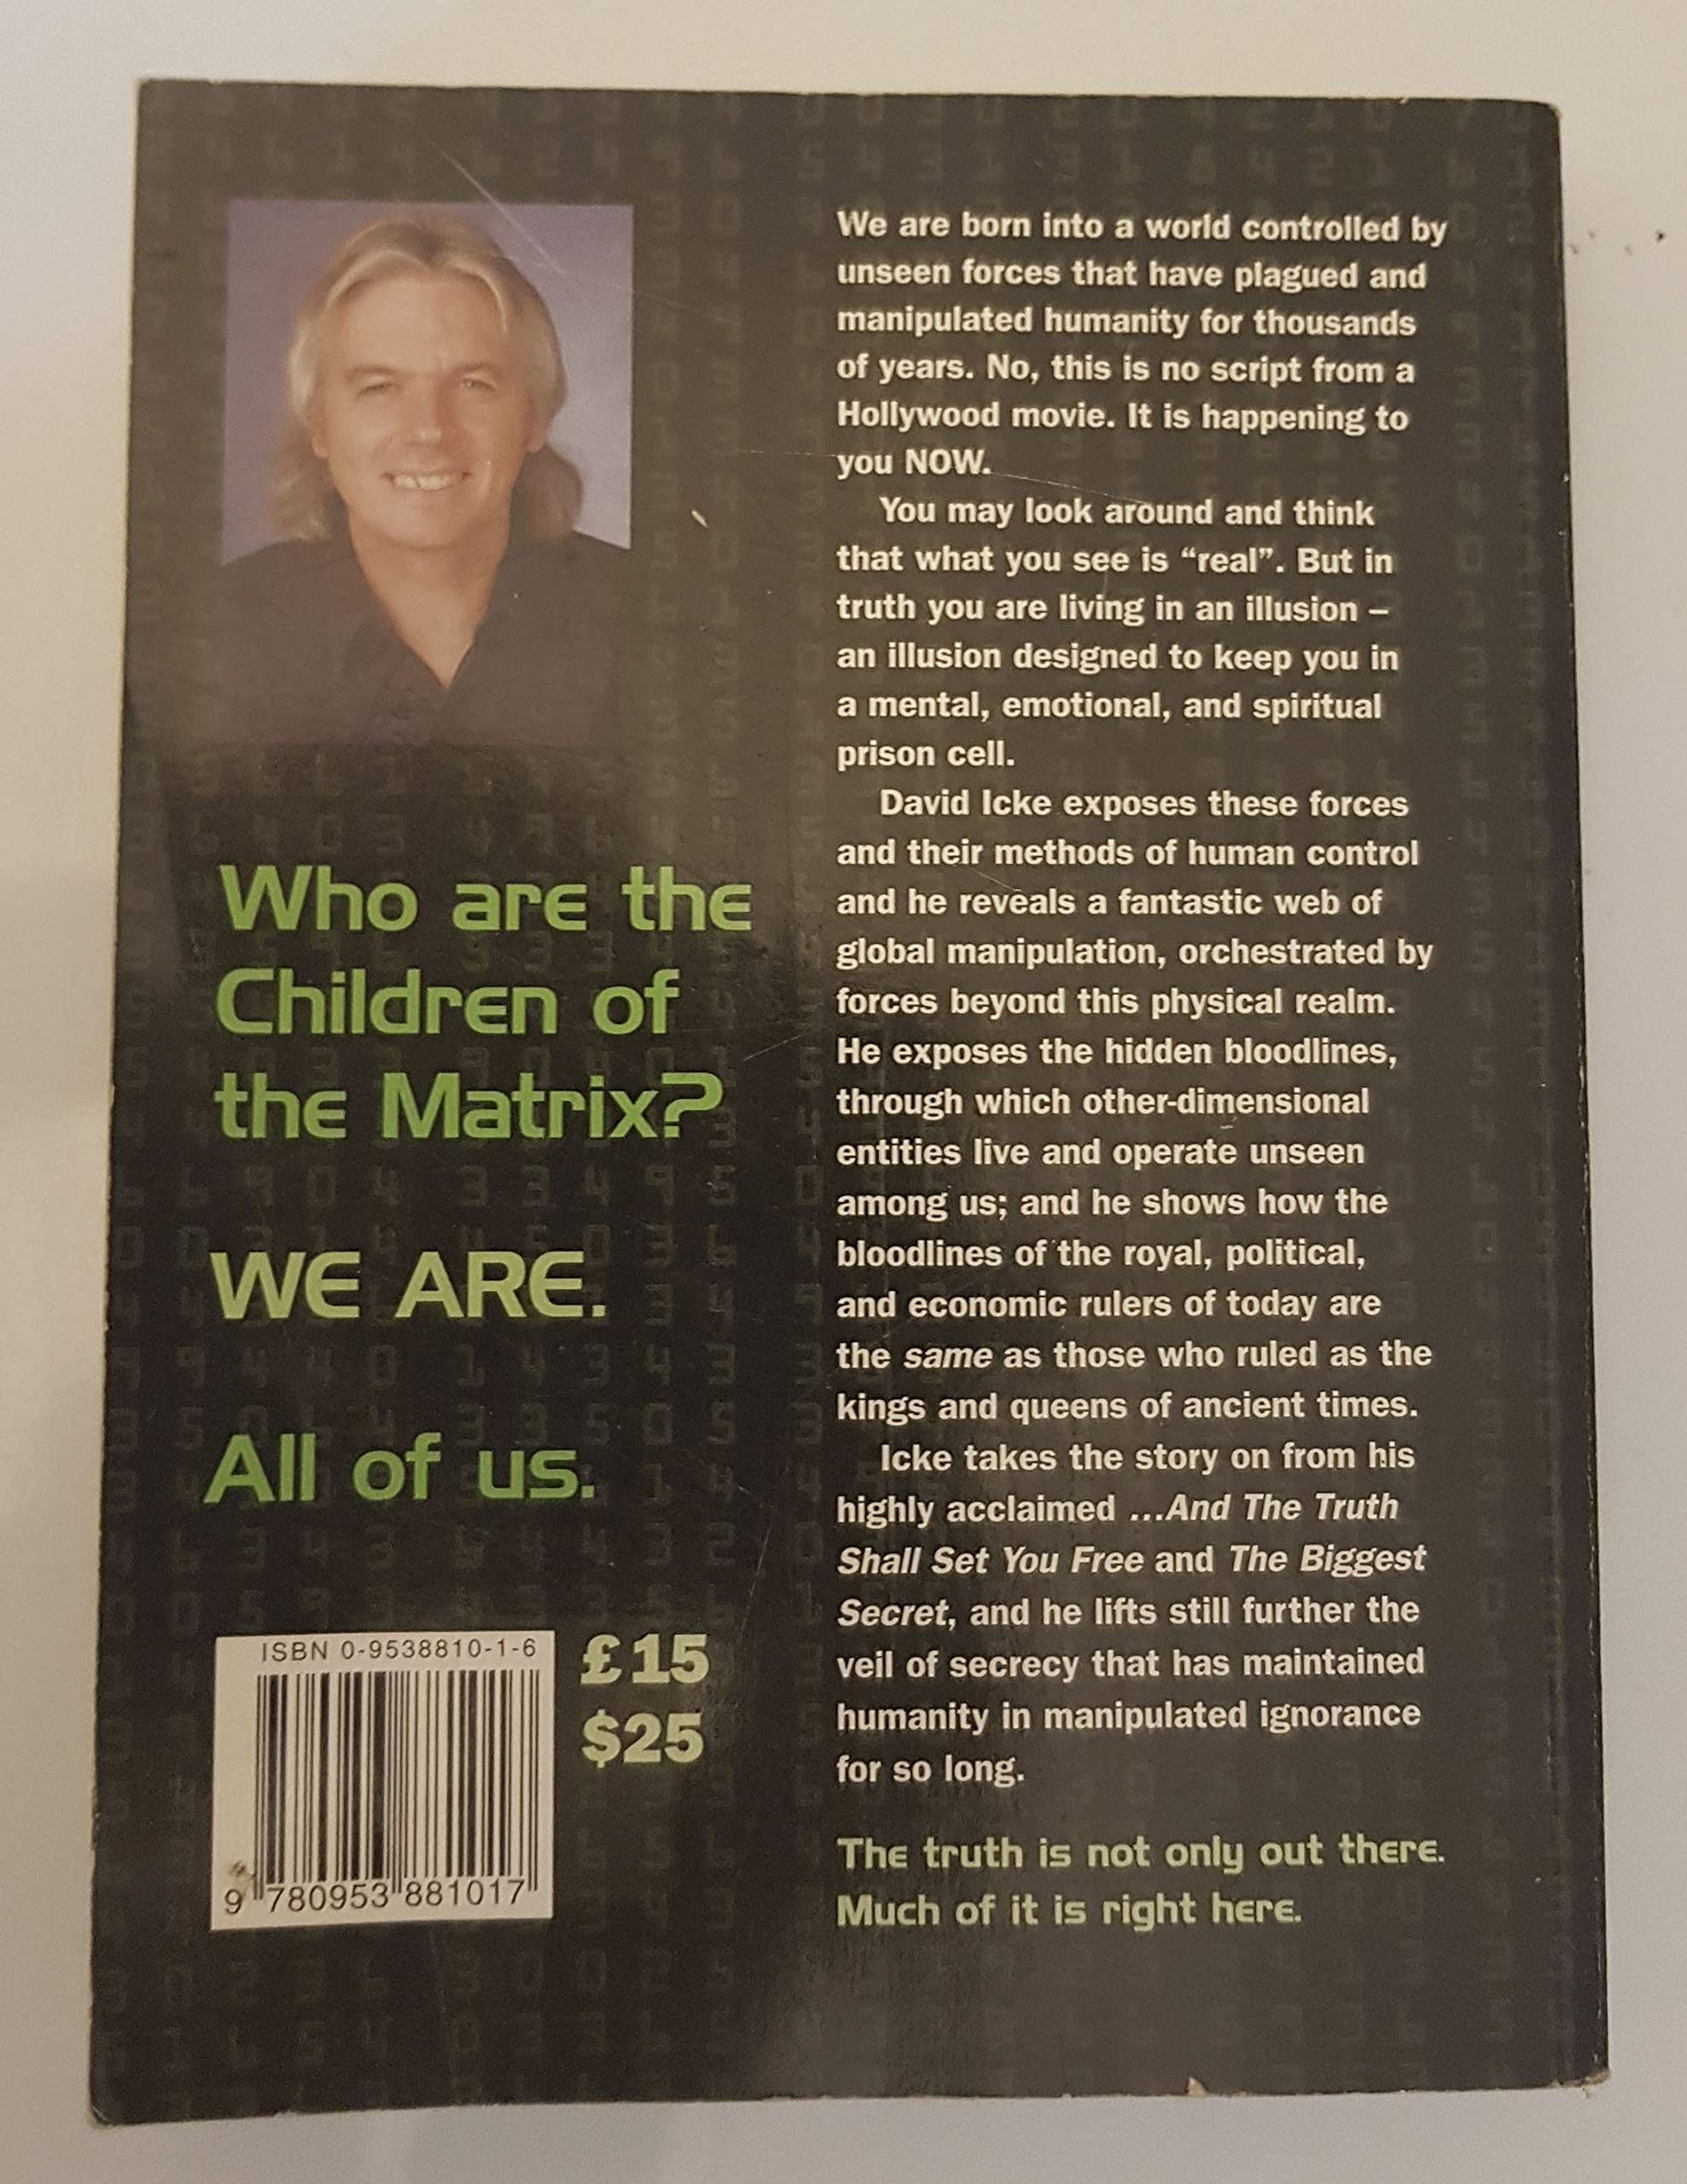 Who are the
Children of
the Matrix?
WE ARE.
All of us.
ISBN 0-9538810-1-6
9 780953 881017
£15
$25
We are born into a world controlled by
unseen forces that have plagued and
manipulated humanity for thousands
of years. No, this is no script from a
Hollywood movie. It is happening to
you NOW.
You may look around and think
that what you see is “real”. But in
truth you are living in an illusion –
an illusion designed to keep you in
a mental, emotional, and spiritual
prison cell.
David Icke exposes these forces
and their methods of human control
and he reveals a fantastic web of
global manipulation, orchestrated by
forces beyond this physical realm.
He exposes the hidden bloodlines,
through which other-dimensional
entities live and operate unseen
among us; and he shows how the
bloodlines of the royal, political,
and economic rulers of today are
the same as those who ruled as the
kings and queens of ancient times.
Icke takes the story on from his
highly acclaimed ...And The Truth
Shall Set You Free and The Biggest
Secret, and he lifts still further the
veil of secrecy that has maintained
humanity in manipulated ignorance
for so long.
The truth is not only out there.
Much of it is right here.